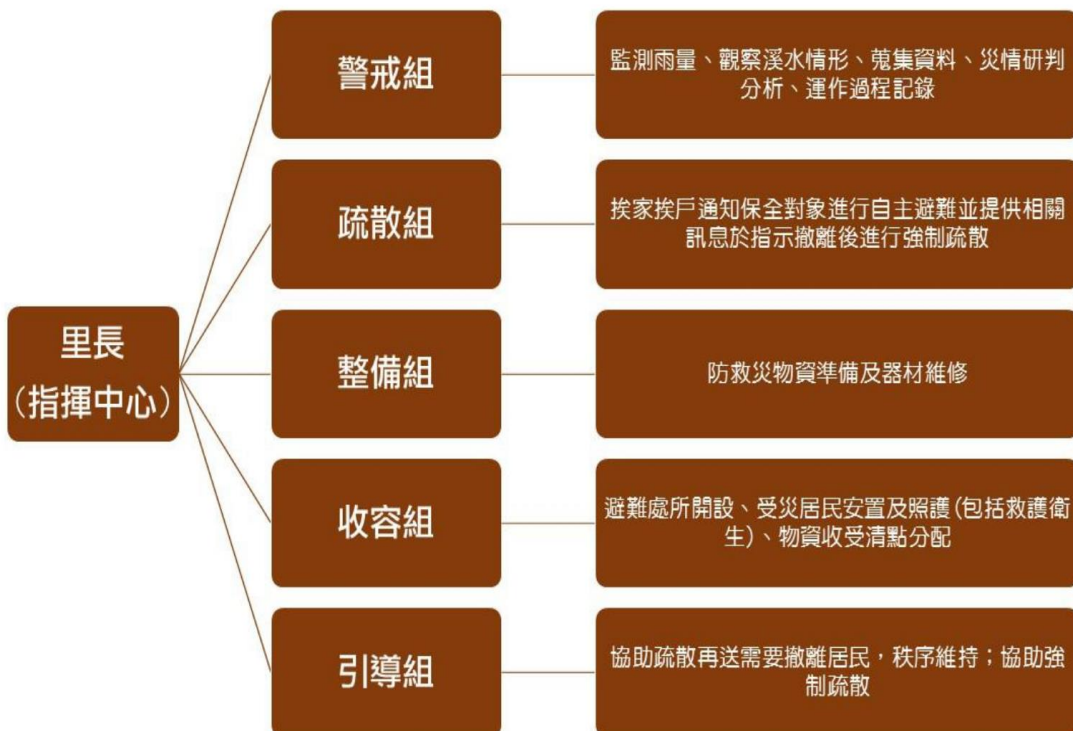 警戒組
監測雨量、觀察溪水情形、蒐集資料、災情研判
分析、運作過程記錄
疏散組
挨家挨戶通知保全對象進行自主避難並提供相關
訊息於指示撤離後進行強制疏散
里長
（指揮中心）
整備組
防救災物資準備及器材維修
收容組
避難處所開設、受災居民安置及照護(包括救護衛
生)、物資收受清點分配
引導組
協助疏散再送需要撤離居民，秩序維持；協助強
制疏散